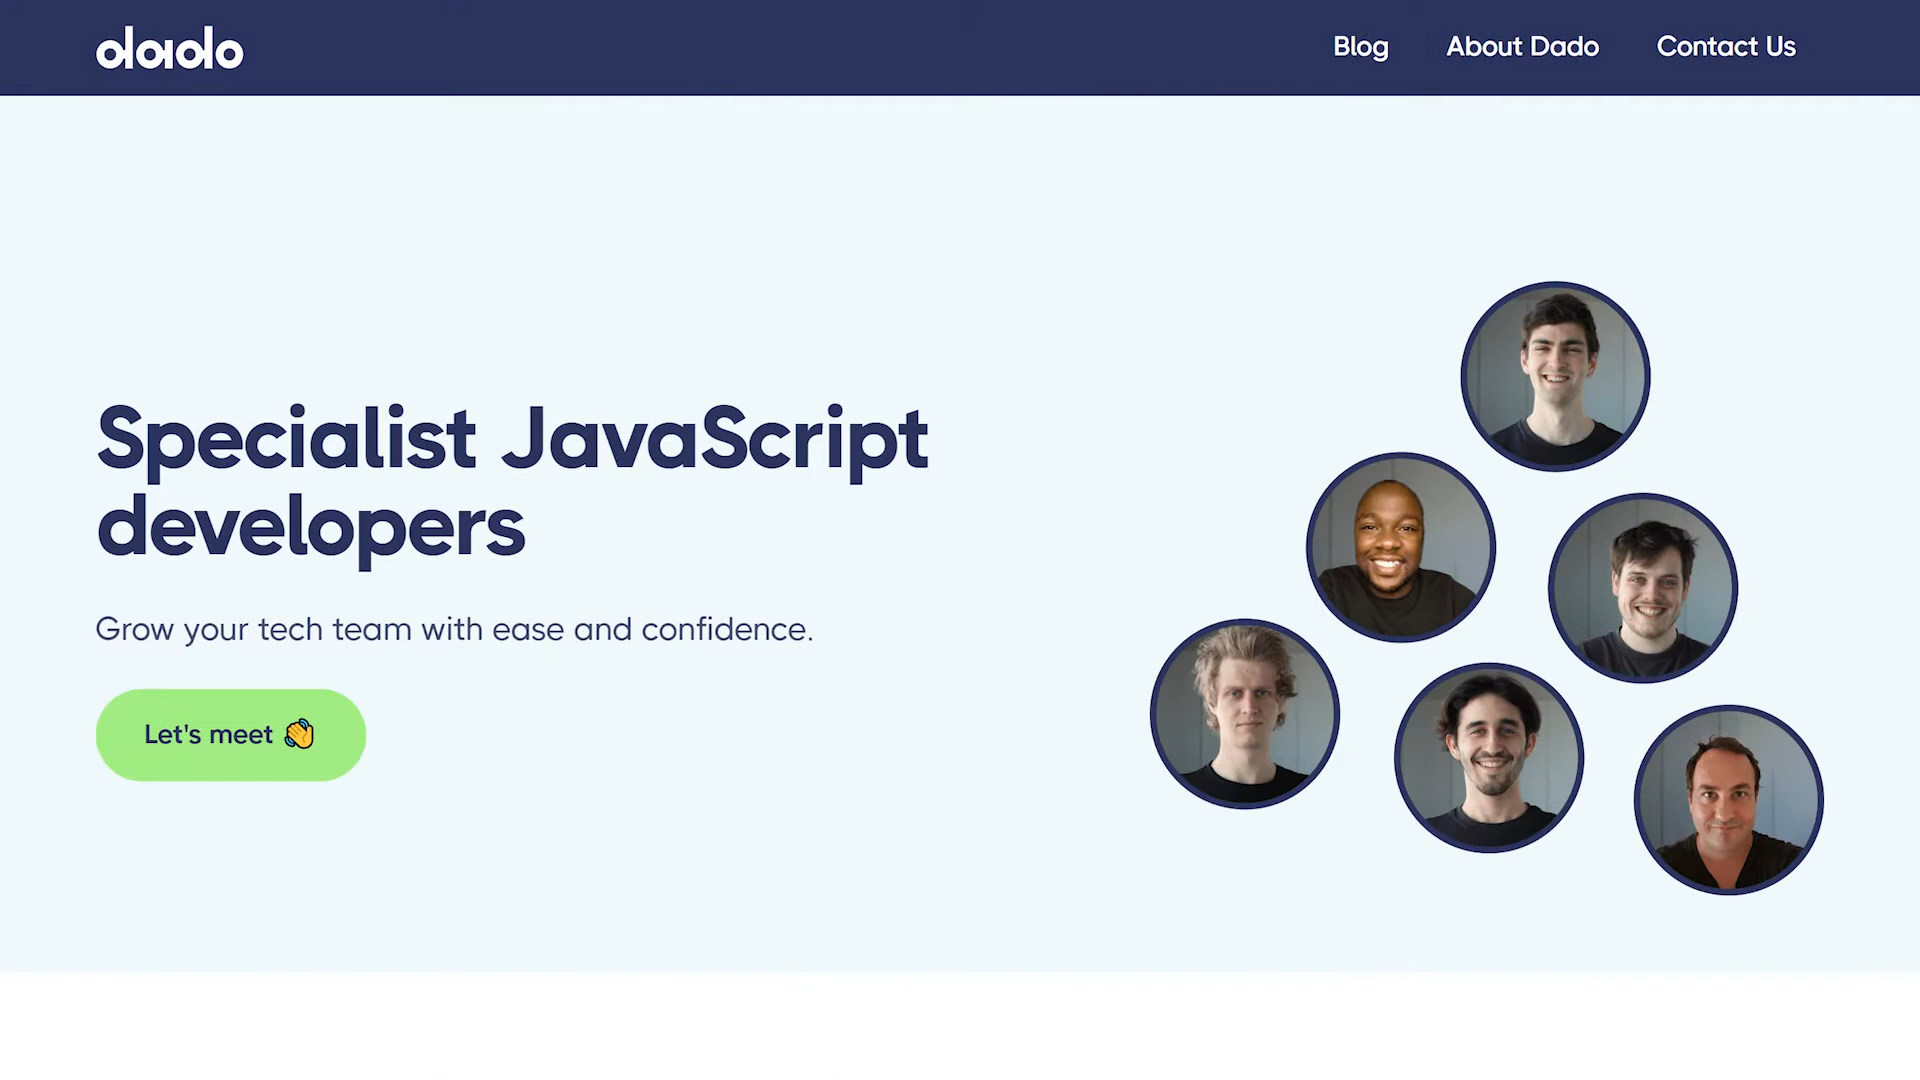 dado
Blog
About Dado
Contact Us
Specialist JavaScript
developers
Grow your tech team with ease and confidence.
Let's meet 👋